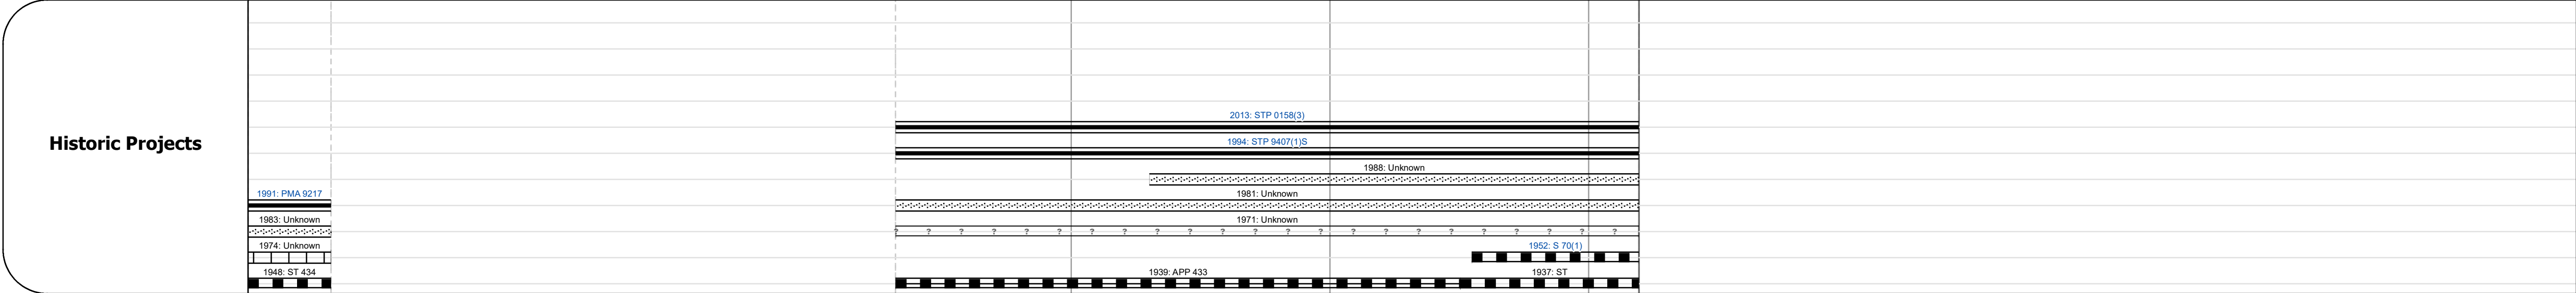 Historic Projects
2013: STP 0158(3)
1994: STP 9407(1)S
1988: Unknown
1991: PMA 9217
1981: Unknown
1983: Unknown
1971: Unknown
? ? ? ? ? ? ? ? ? ? ? ? ? ? ? ? ? ? ? ? ? ? ?
1974: Unknown
1952: S 70(1)
1948: ST 434
1939: APP 433
1937: ST